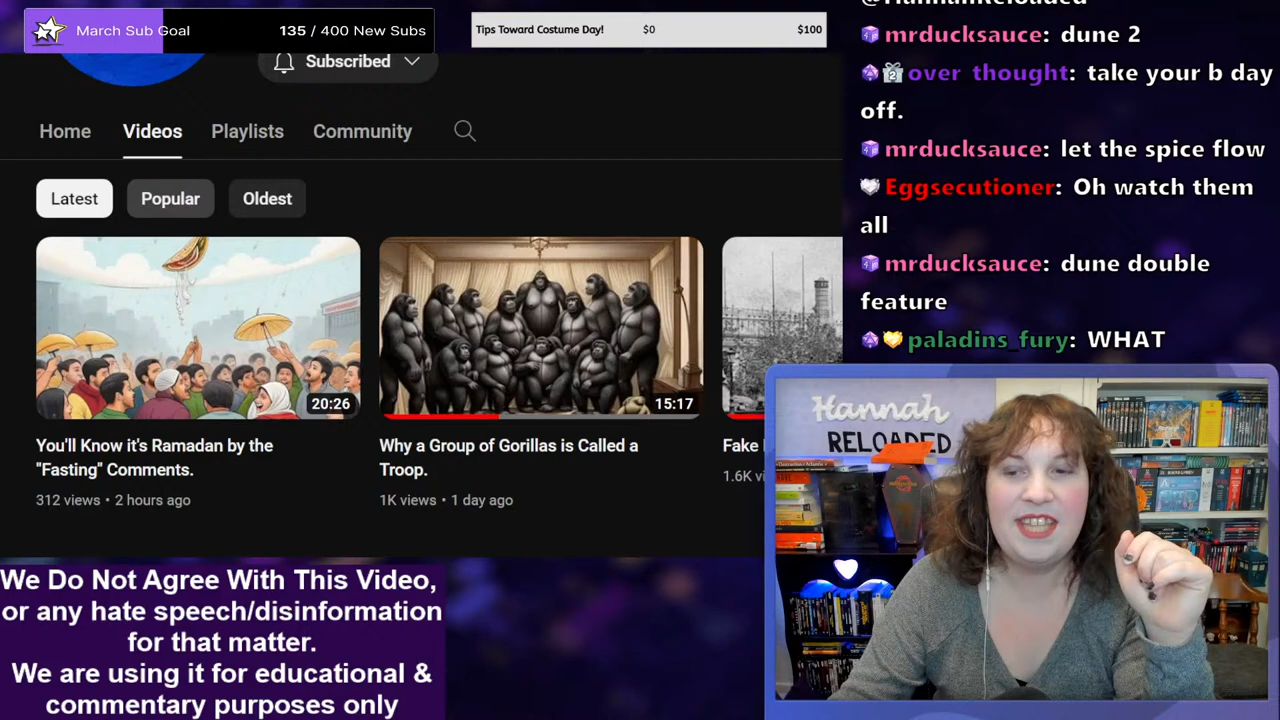 March Sub Goal
135 / 400 New Subs
Tips Toward Costume Day!
$0
$100
Subscribed
Home
Videos
Playlists
Community
Latest
Popular
Oldest
20:26
You'll Know it's Ramadan by the
"Fasting" Comments.
312 views • 2 hours ago
15:17
Why a Group of Gorillas is Called a
Troop.
1K views • 1 day ago
Fake
1.6K
We Do Not Agree With This Video,
or any hate speech/disinformation
for that matter.
We are using it for educational &
commentary purposes only
@HannahReloaded
mrducksauce: dune 2
over_thought: take your b day
off.
mrducksauce: let the spice flow
Eggsecutioner: Oh watch them
all
mrducksauce: dune double
feature
paladins_fury: WHAT
Hannah
RELOADED